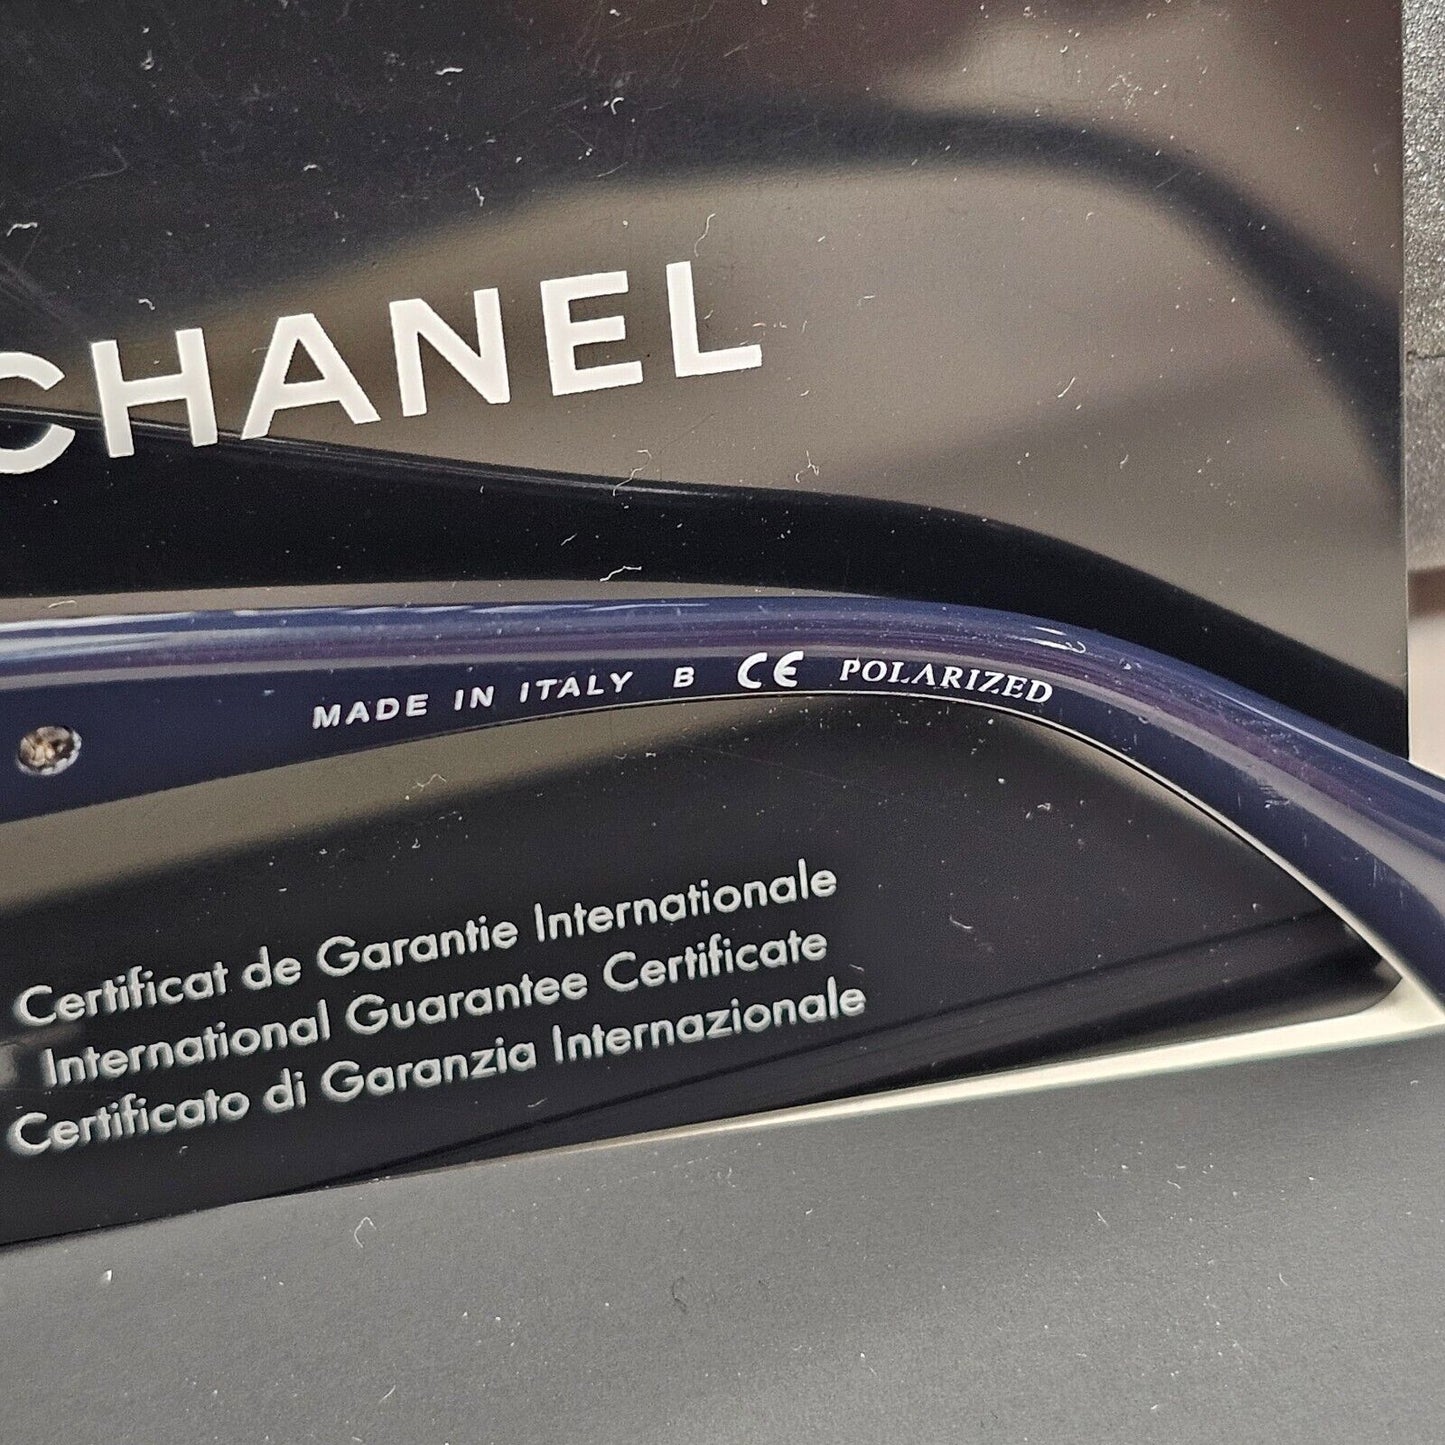 CHANEL
MADE IN ITALY B CE POLARIZED
Certificat de Garantie Internationale
International Guarantee Certificate
Certificato di Garanzia Internazionale